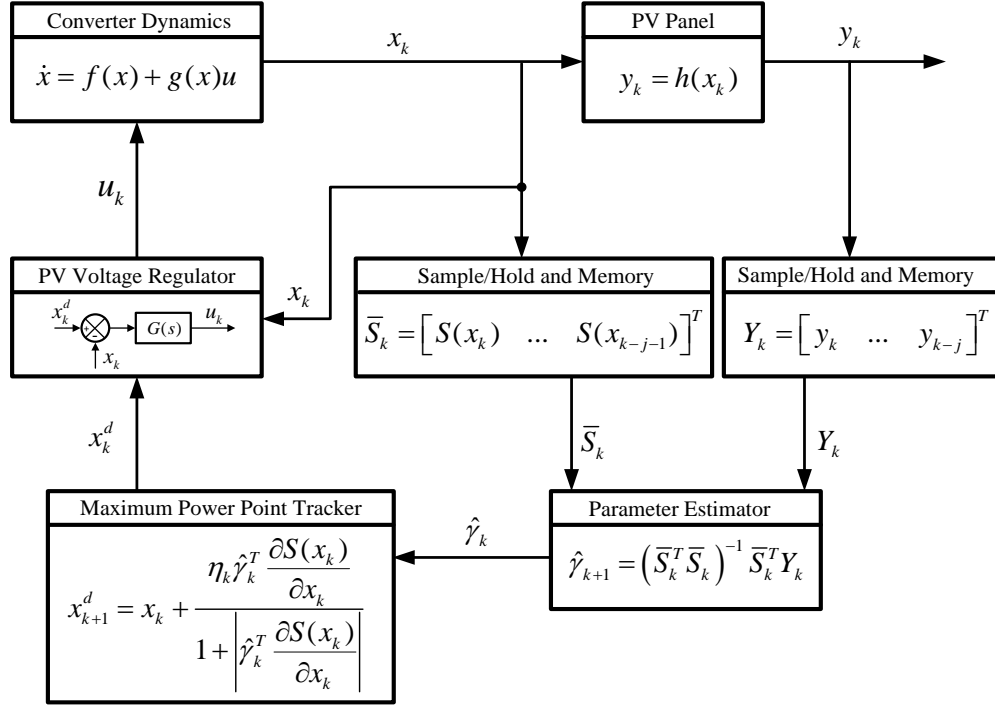 Converter Dynamics
ẋ = f(x) + g(x)u
x_k
PV Panel
y_k = h(x_k)
y_k
u_k
PV Voltage Regulator
x_k^d
+
-
G(s)
u_k
x_k
x_k
Sample/Hold and Memory
S̅_k = [S(x_k) ... S(x_{k-j-1})]^T
Sample/Hold and Memory
Y_k = [y_k ... y_{k-j}]^T
x_k^d
S̅_k
Y_k
Maximum Power Point Tracker
x_{k+1}^d = x_k + \frac{η_k γ̂_k^T \frac{∂S(x_k)}{∂x_k}}{1 + |γ̂_k^T \frac{∂S(x_k)}{∂x_k}|}
γ̂_k
Parameter Estimator
γ̂_{k+1} = (S̅_k^T S̅_k)^{-1} S̅_k^T Y_k